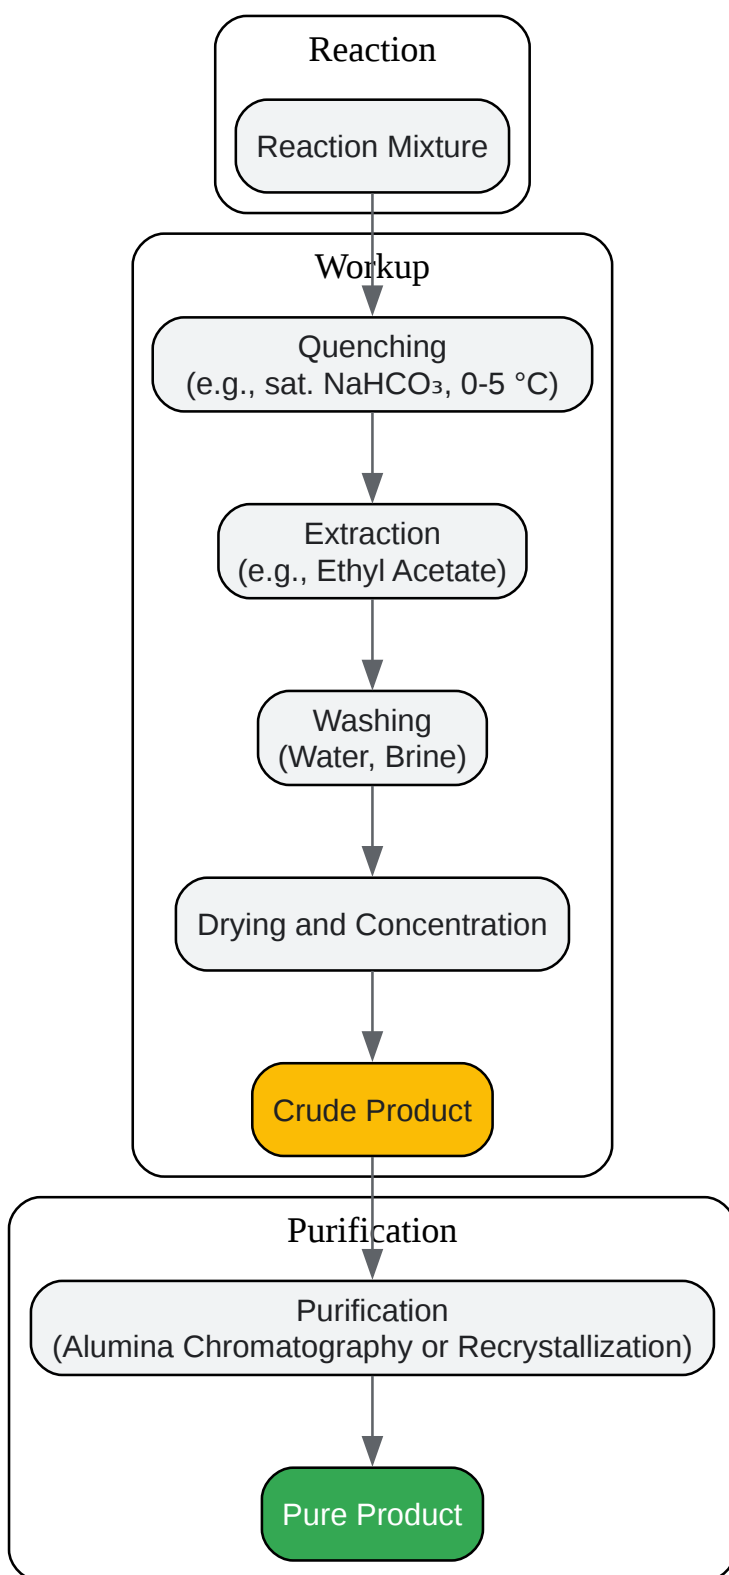 Reaction
Reaction Mixture
Workup
Quenching
(e.g., sat. NaHCO₃, 0-5 °C)
Extraction
(e.g., Ethyl Acetate)
Washing
(Water, Brine)
Drying and Concentration
Crude Product
Purification
Purification
(Alumina Chromatography or Recrystallization)
Pure Product